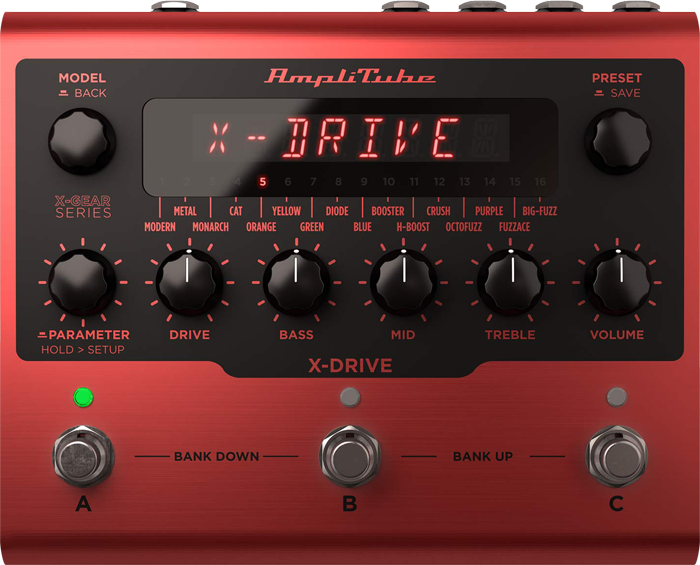 AmpliTube
MODEL
BACK
PRESET
SAVE
X-DRIVE
1 2 3 4 5 6 7 8 9 10 11 12 13 14 15 16
X-GEAR
SERIES
METAL CAT YELLOW DIODE BOOSTER CRUSH PURPLE BIG-FUZZ
MODERN MONARCH ORANGE GREEN BLUE H-BOOST OCTOFUZZ FUZZACE
PARAMETER DRIVE BASS MID TREBLE VOLUME
HOLD > SETUP
X-DRIVE
BANK DOWN BANK UP
A B C